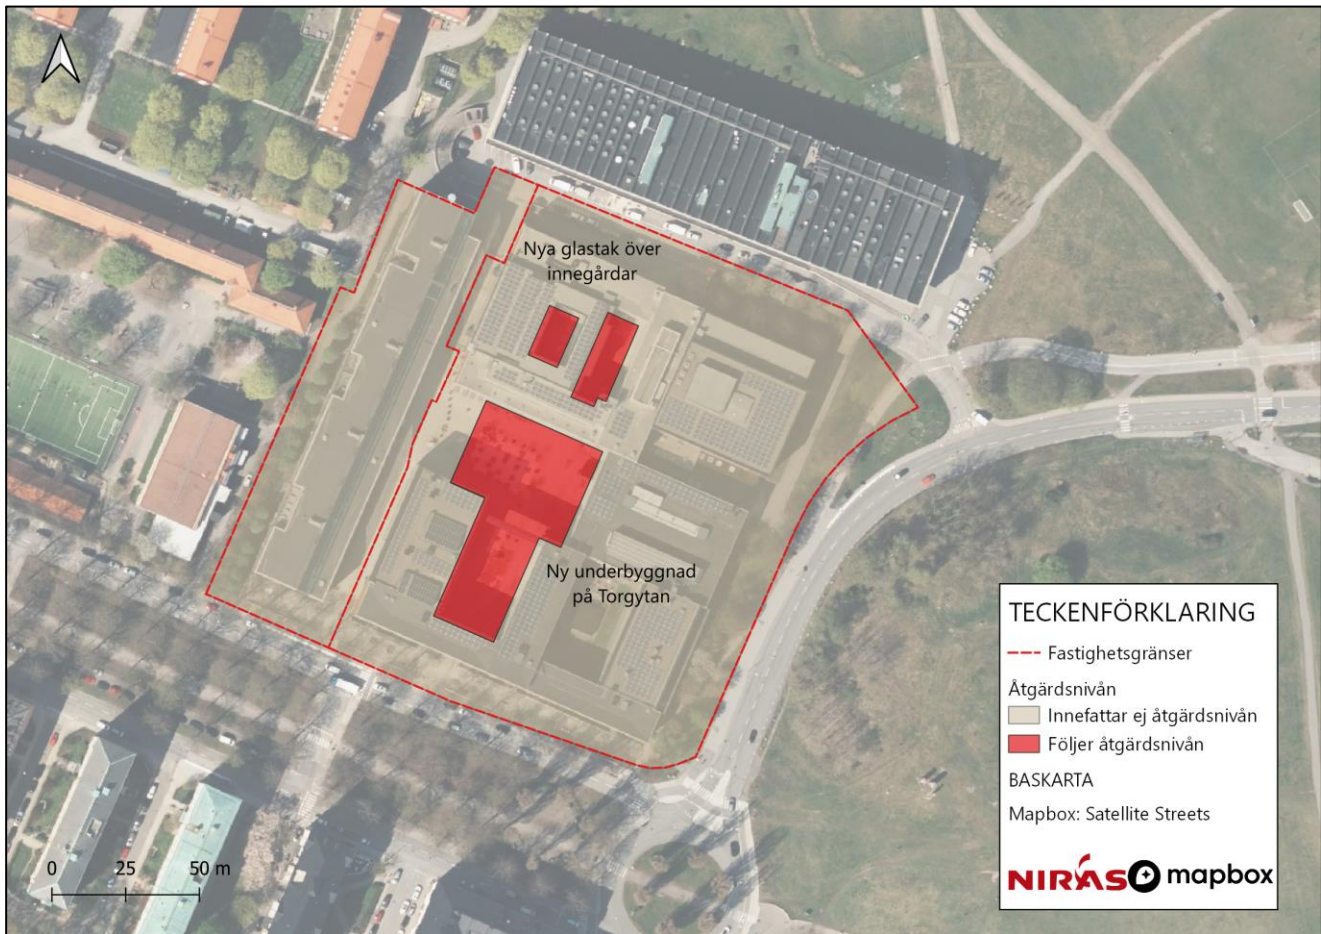 Nya glastak över
innegårdar
Ny underbyggnad
på Torgytan
TECKENFÖRKLARING
Fastighetsgränser
Åtgärdsnivån
Innefattar ej åtgärdsnivån
Följer åtgärdsnivån
BASKARTA
Mapbox: Satellite Streets
NIRÁS mapbox
0 25 50 m